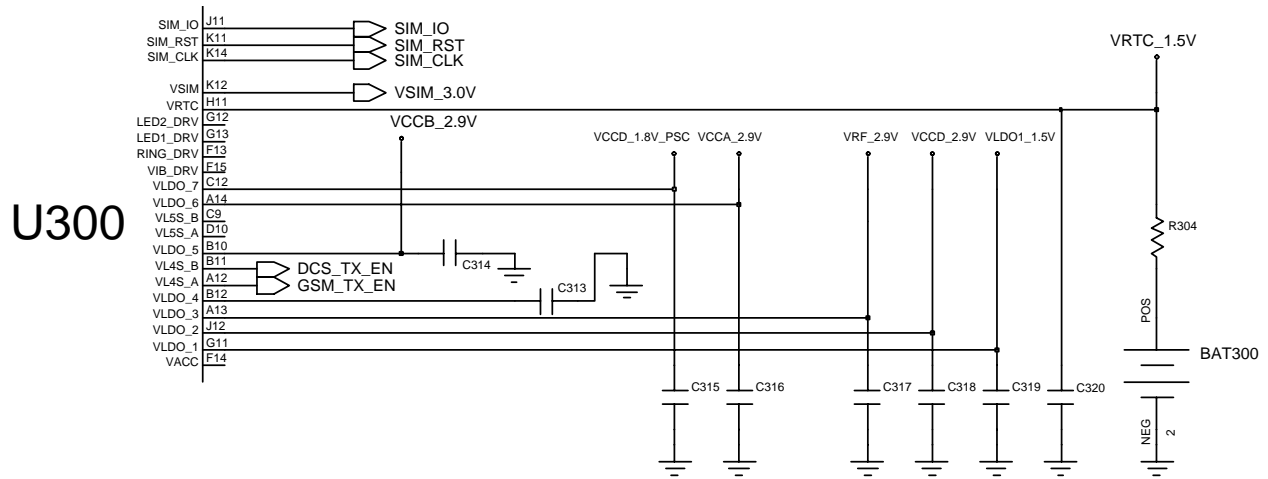 SIM_IO J11 SIM_IO
SIM_RST K11 SIM_RST
SIM_CLK K14 SIM_CLK
VRTC_1.5V
VSIM K12 VSIM_3.0V
VRTC H11
LED2_DRV G12 VCCB_2.9V
LED1_DRV G13
VCCD_1.8V_PSC VCCA_2.9V VRF_2.9V VCCD_2.9V VLDO1_1.5V
RING_DRV F13
VIB_DRV F15
VLDO_7 C12
VLDO_6 A14
U300
VL5S_B C9
VL5S_A D10
R304
VLDO_5 B10
C314
VL4S_B B11 DCS_TX_EN
VL4S_A A12 GSM_TX_EN
C313
VLDO_4 B12
VLDO_3 A13
POS
VLDO_2 J12
VLDO_1 G11
BAT300
VACC F14
C315 C316 C317 C318 C319 C320
NEG 2